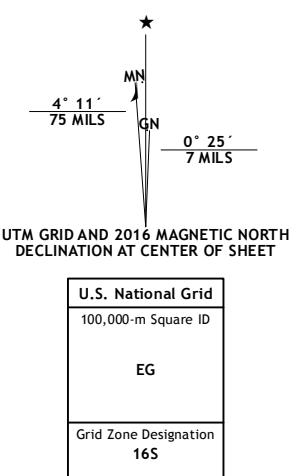 ★
MN
4° 11´
75 MILS
GN
0° 25´
7 MILS
UTM GRID AND 2016 MAGNETIC NORTH
DECLINATION AT CENTER OF SHEET
U.S. National Grid
100,000-m Square ID
EG
Grid Zone Designation
16S